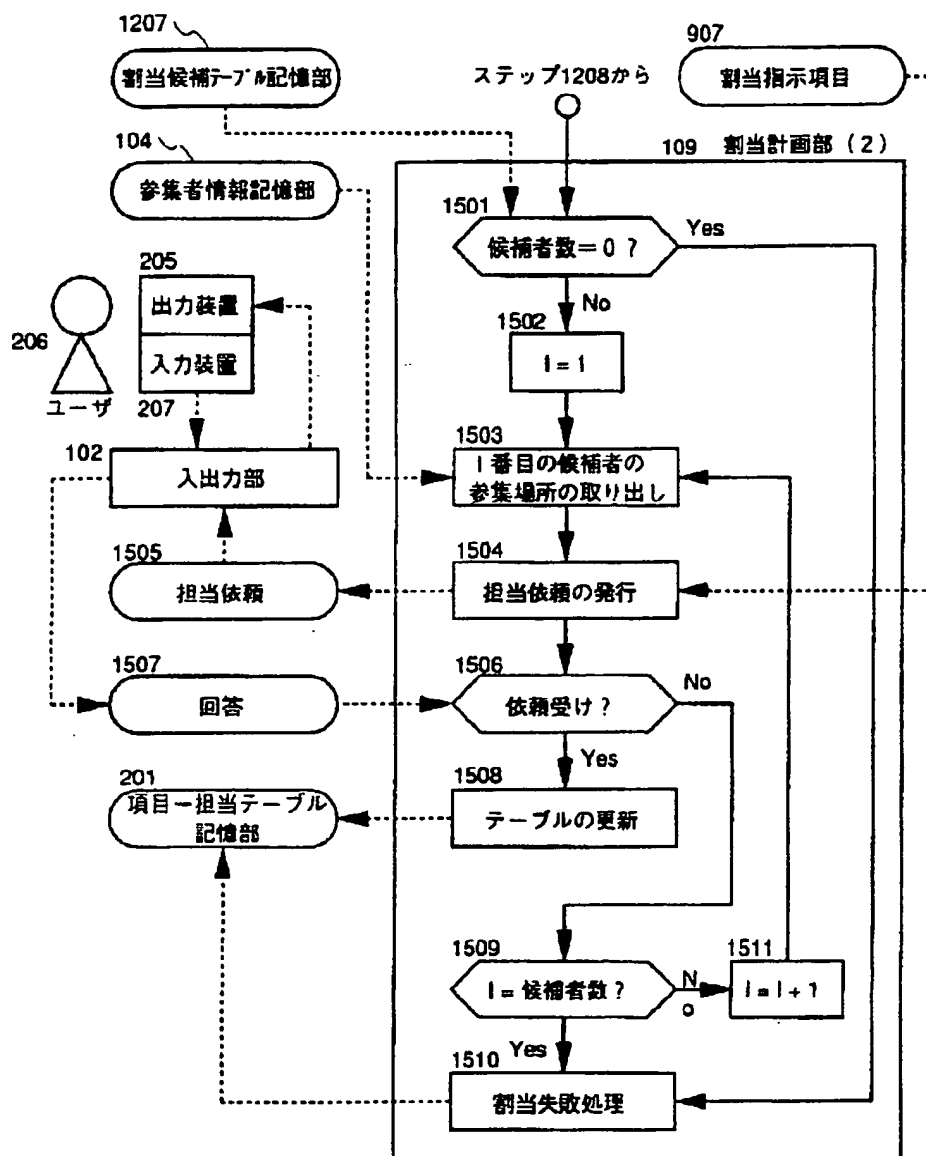 1207
割当候補テーブル記憶部
907
ステップ1208から
割当指示項目
104
109 割当計画部（2）
参集者情報記憶部
1501
Yes
候補者数＝0？
205
出力装置
No
1502
206
入力装置
I＝1
ユーザ
207
1503
102
I番目の候補者の
参集場所の取り出し
入出力部
1504
1505
担当依頼
担当依頼の発行
1507
1506
No
回答
依頼受け？
Yes
201
1508
項目－担当テーブル
記憶部
テーブルの更新
1509
1511
I＝候補者数？
No
I＝I＋1
Yes
1510
割当失敗処理